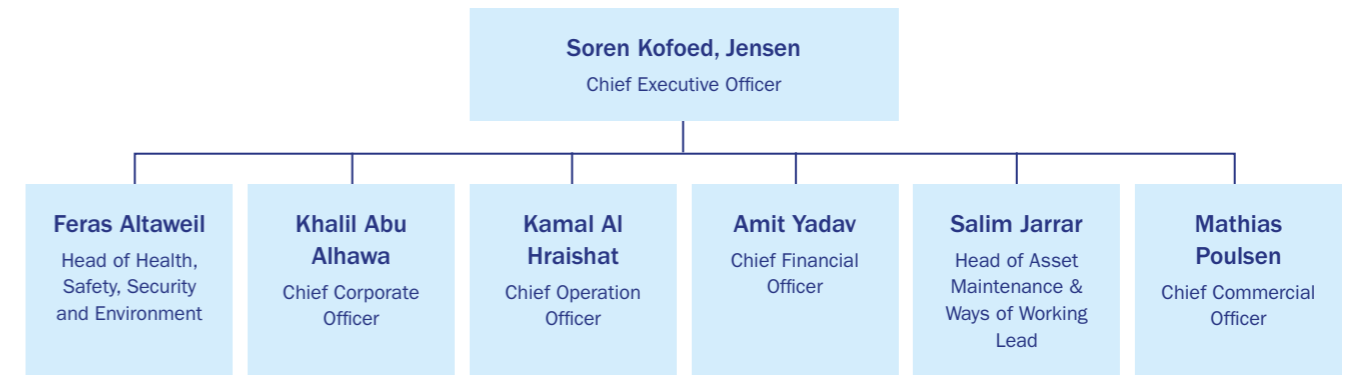 Soren Kofoed, Jensen
Chief Executive Officer
Feras Altaweil
Head of Health,
Safety, Security
and Environment
Khalil Abu
Alhawa
Chief Corporate
Officer
Kamal Al
Hraishat
Chief Operation
Officer
Amit Yadav
Chief Financial
Officer
Salim Jarrar
Head of Asset
Maintenance &
Ways of Working
Lead
Mathias
Poulsen
Chief Commercial
Officer